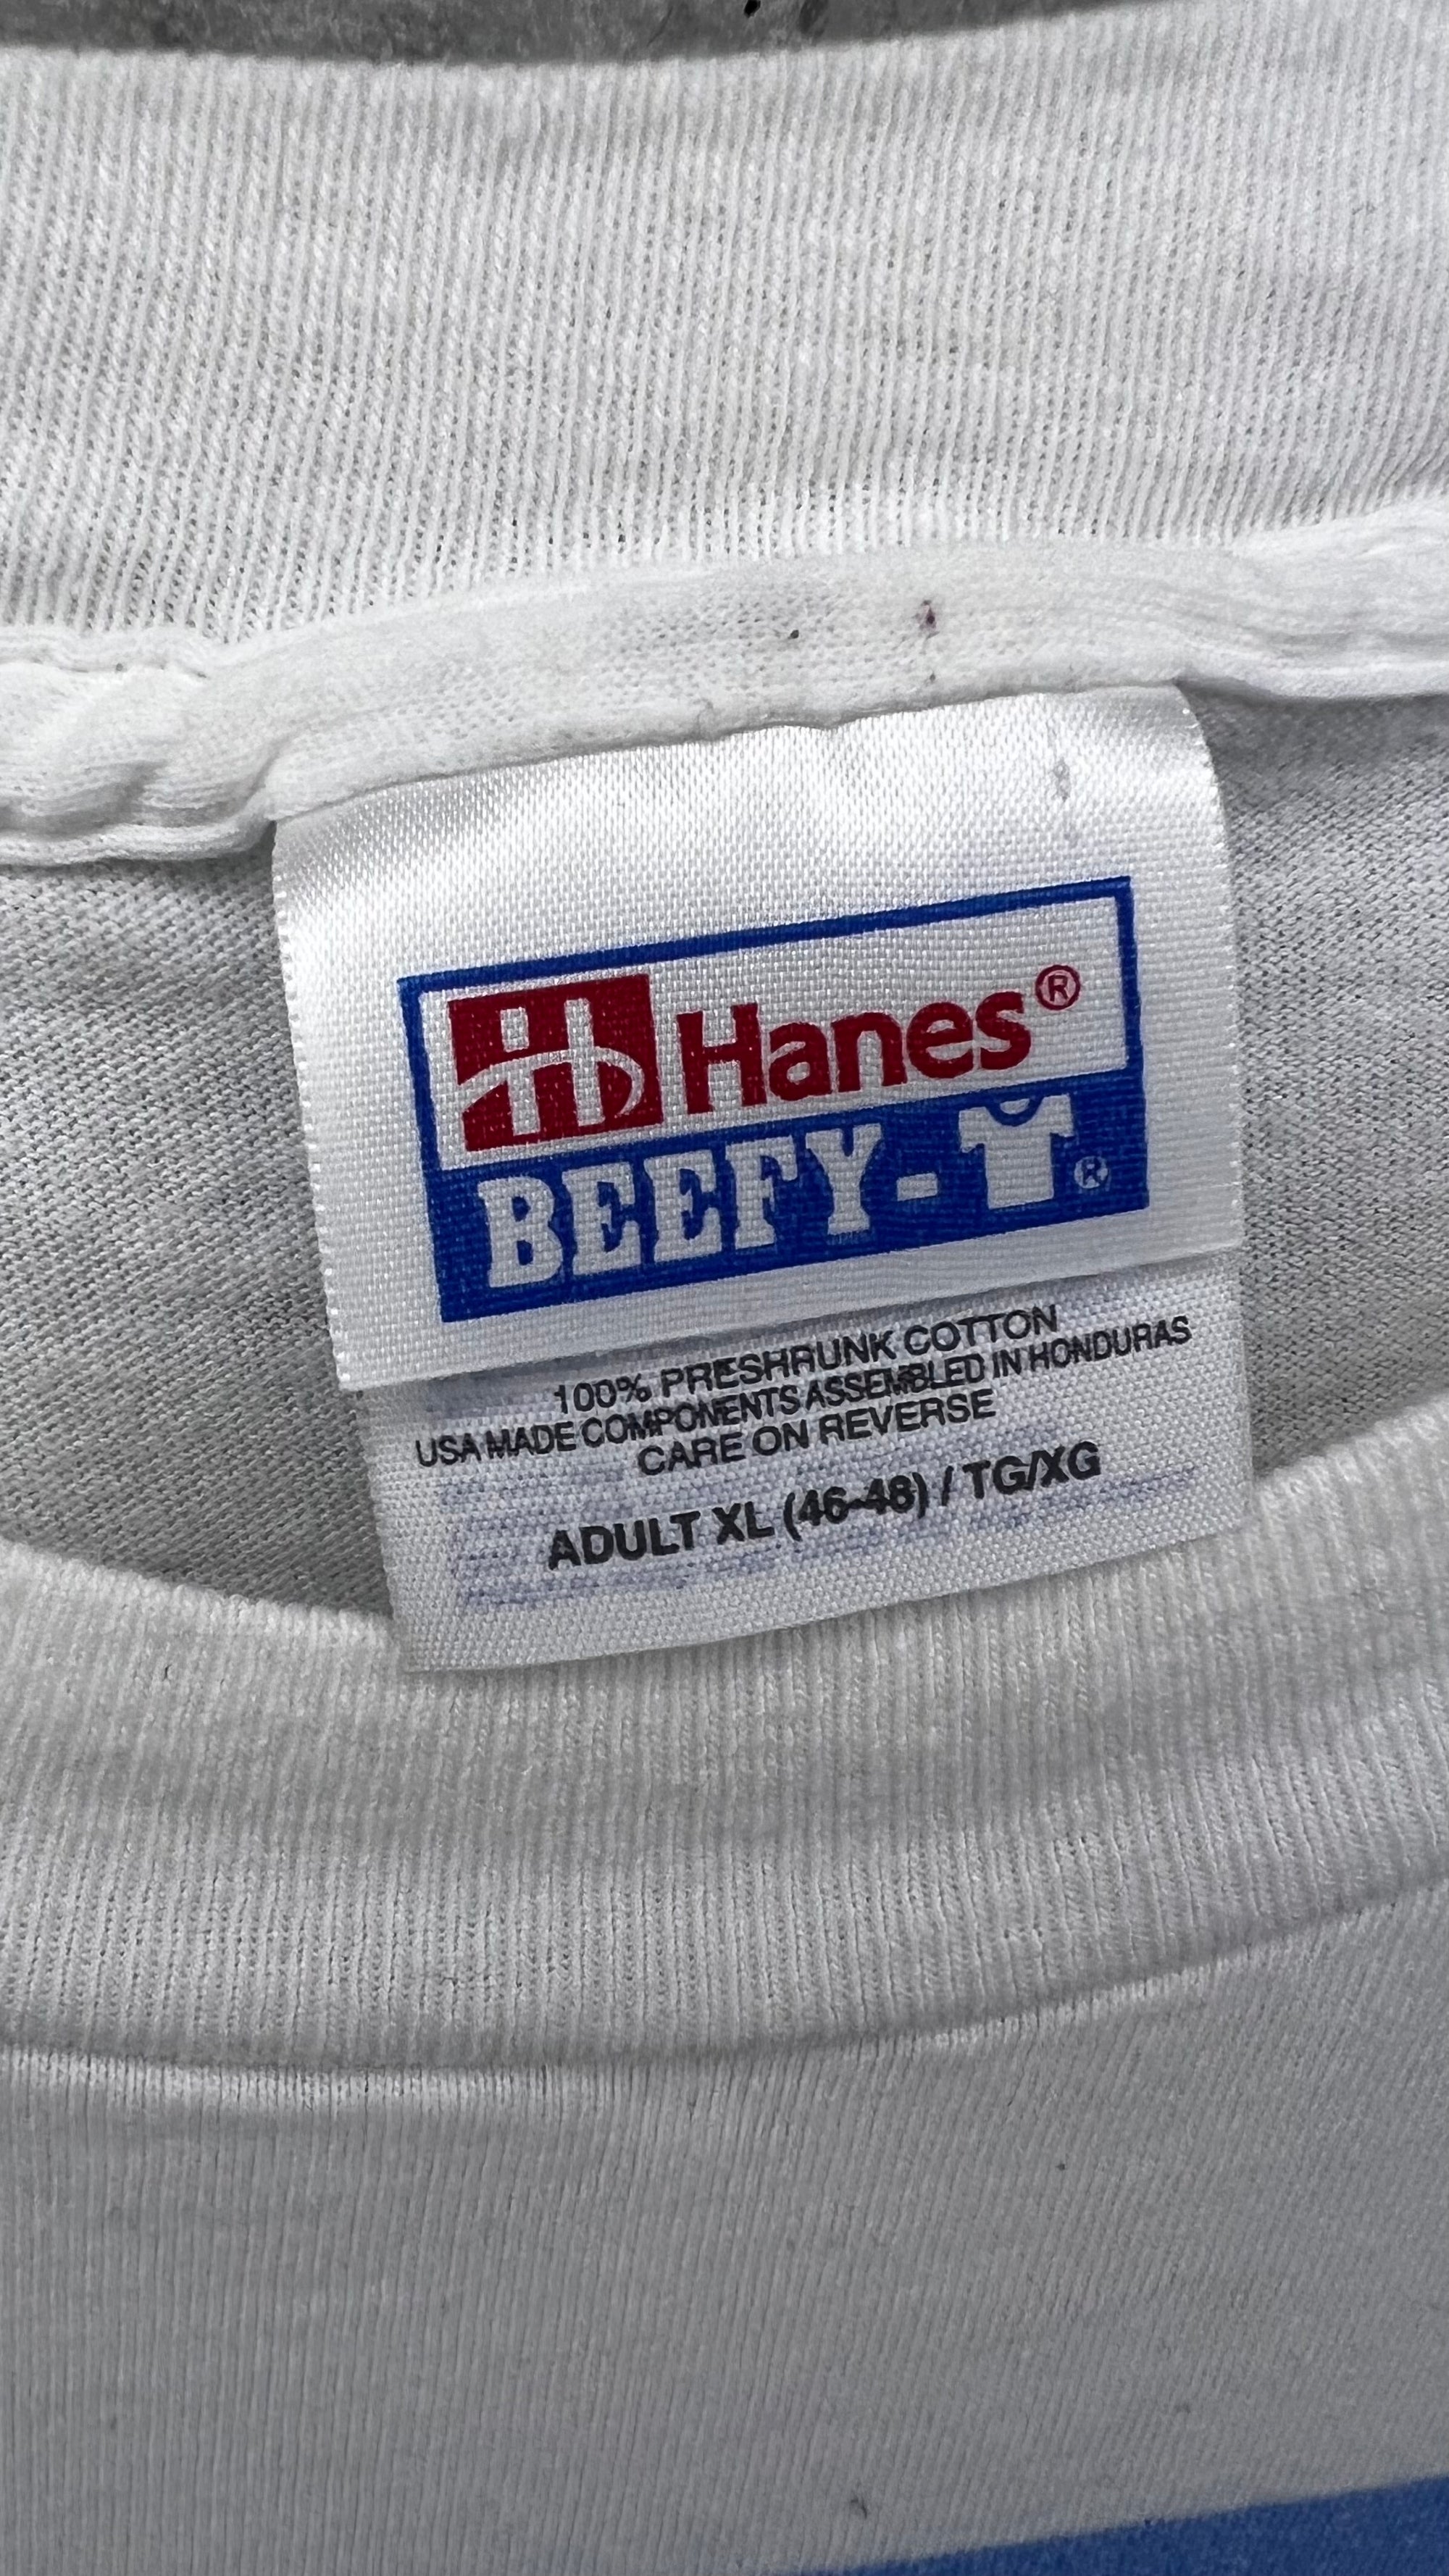 Hanes®
BEEFY-T®
100% PRESHRUNK COTTON
USA MADE COMPONENTS ASSEMBLED IN HONDURAS
CARE ON REVERSE
ADULT XL (46-48) / TG/XG